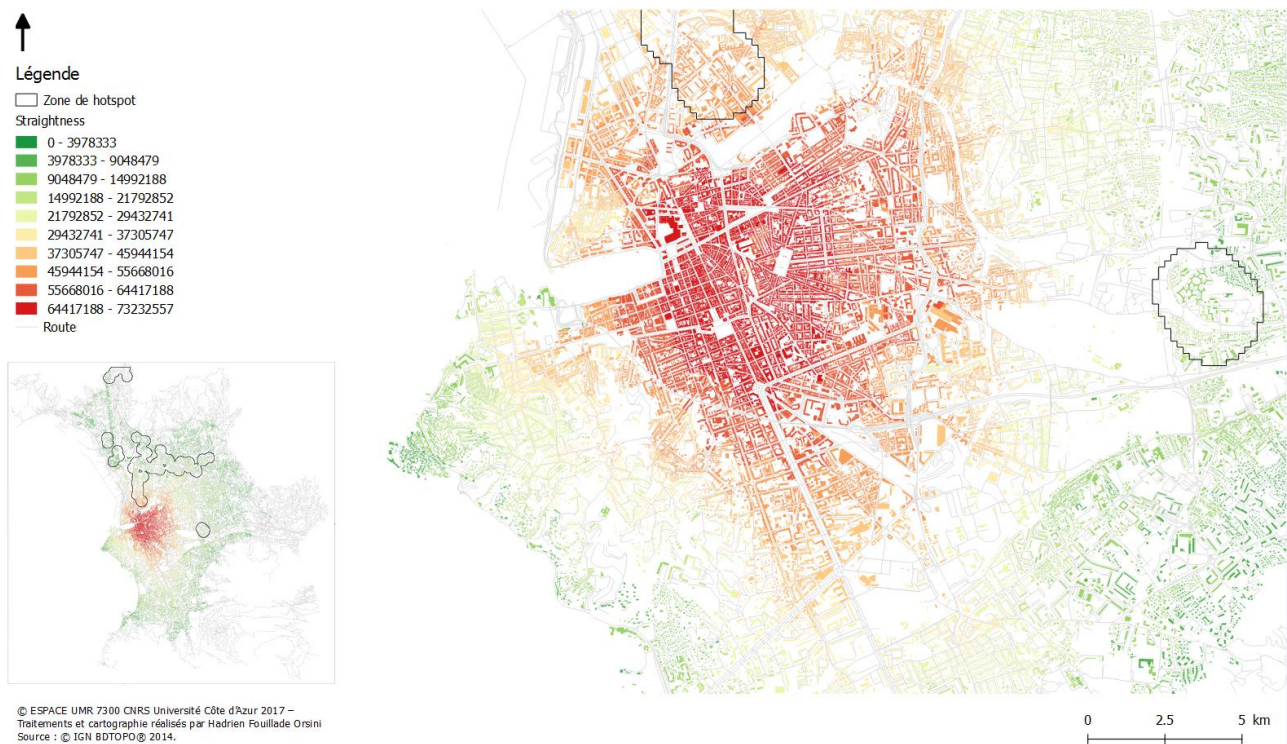 Légende
Zone de hotspot
Straightness
0 - 3978333
3978333 - 9048479
9048479 - 14992188
14992188 - 21792852
21792852 - 29432741
29432741 - 37305747
37305747 - 45944154
45944154 - 55668016
55668016 - 64417188
64417188 - 73232557
Route
© ESPACE UMR 7300 CNRS Université Côte d'Azur 2017 –
Traitements et cartographie réalisés par Hadrien Fouillade Orsini
Source : © IGN BDTOPO® 2014.
0 2.5 5 km